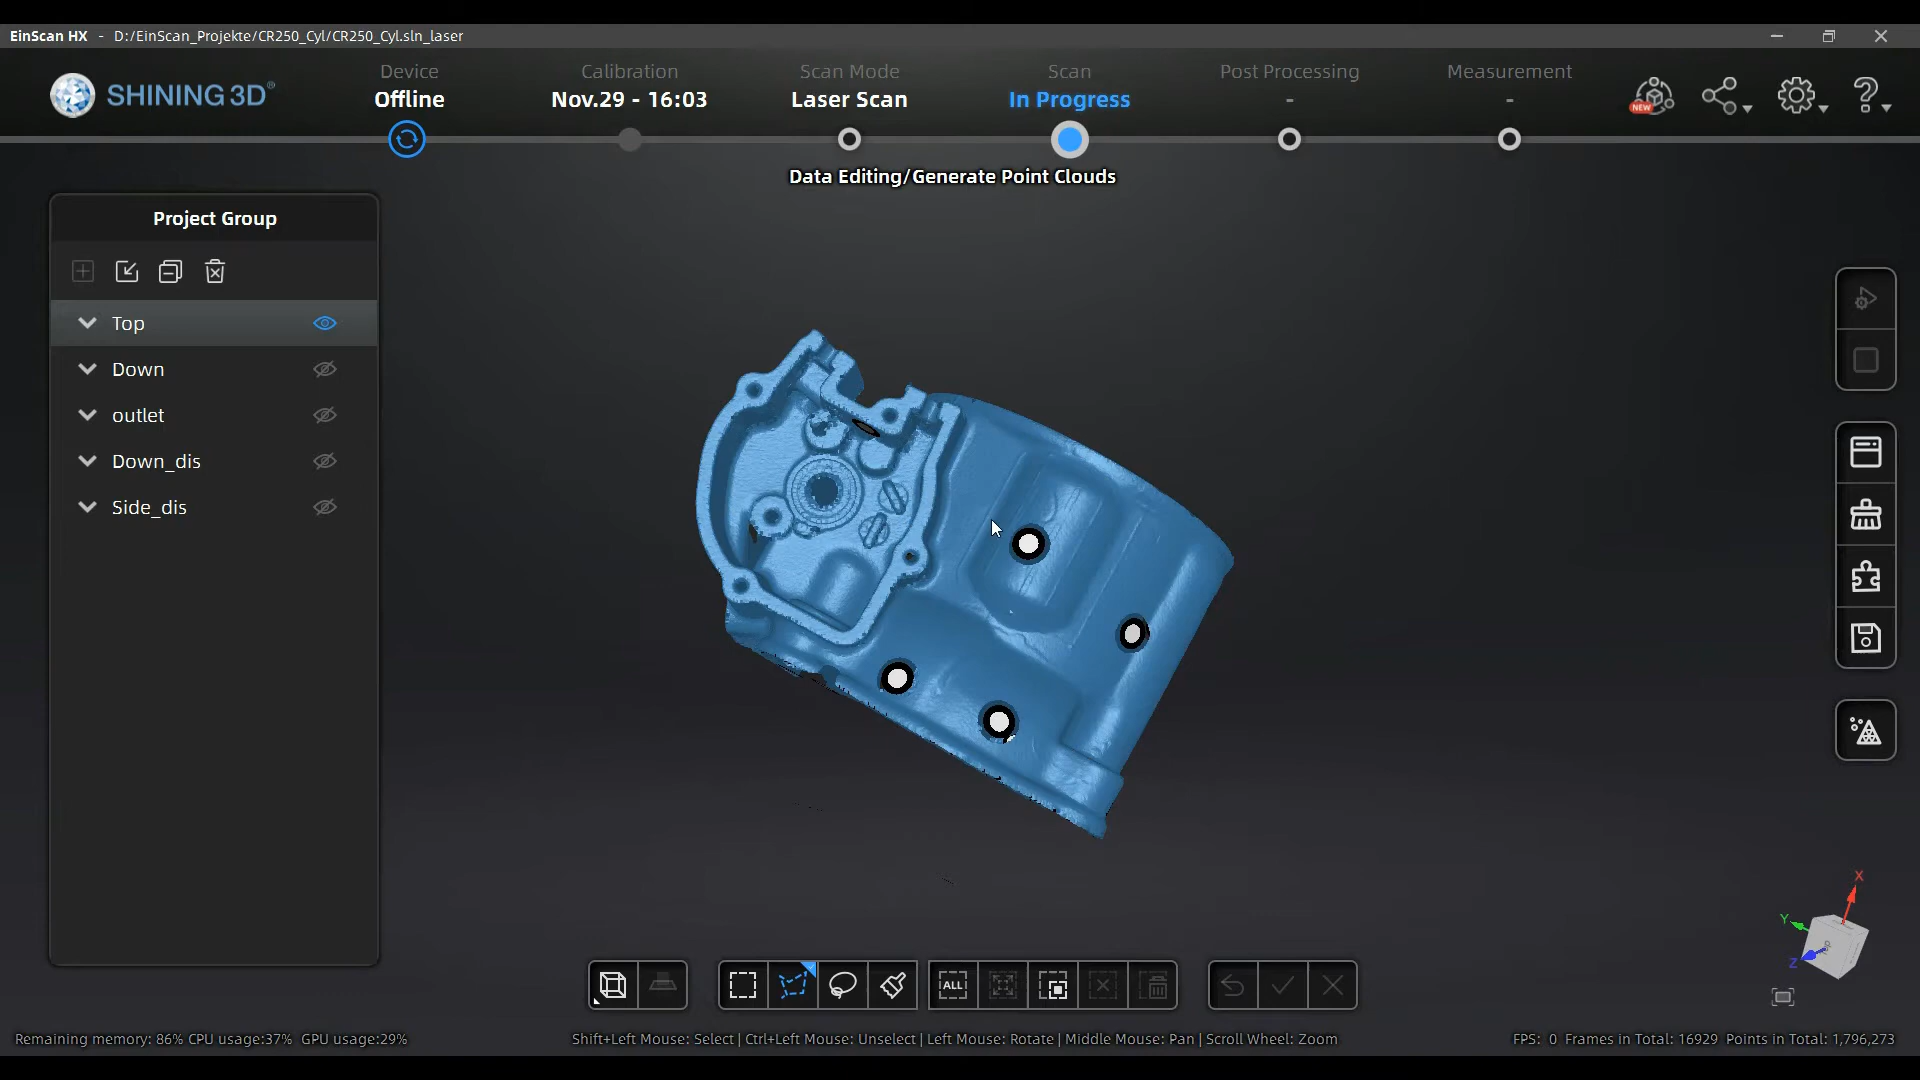 EinScan HX - D:/EinScan_Projekte/CR250_Cyl/CR250_Cyl.sln_laser
SHINING 3D®
Device
Offline
Calibration
Nov.29 - 16:03
Scan Mode
Laser Scan
Scan
In Progress
Post Processing
-
Measurement
-
NEW
Data Editing/Generate Point Clouds
Project Group
Top
Down
outlet
Down_dis
Side_dis
X
Y
Z
ALL
Remaining memory: 86% CPU usage:37% GPU usage:29%
Shift+Left Mouse: Select | Ctrl+Left Mouse: Unselect | Left Mouse: Rotate | Middle Mouse: Pan | Scroll Wheel: Zoom
FPS: 0 Frames in Total: 16929 Points in Total: 1,796,273